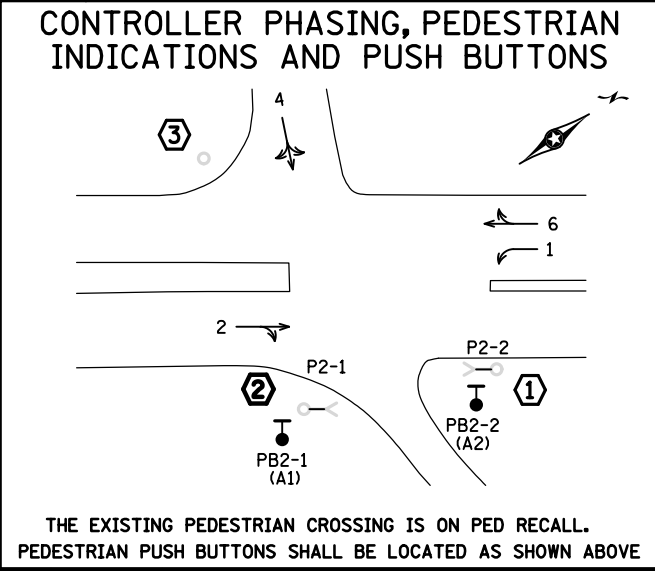 CONTROLLER PHASING, PEDESTRIAN
INDICATIONS AND PUSH BUTTONS
4
3
N
6
1
2
P2-1
P2-2
2
1
PB2-1
(A1)
PB2-2
(A2)
THE EXISTING PEDESTRIAN CROSSING IS ON PED RECALL.
PEDESTRIAN PUSH BUTTONS SHALL BE LOCATED AS SHOWN ABOVE